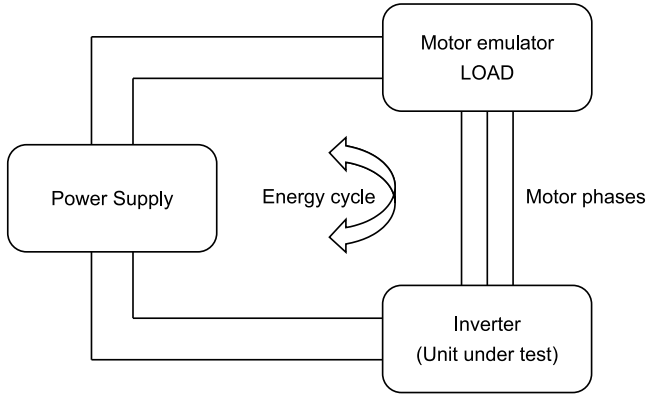 Motor emulator
LOAD
Power Supply
Energy cycle
Motor phases
Inverter
(Unit under test)